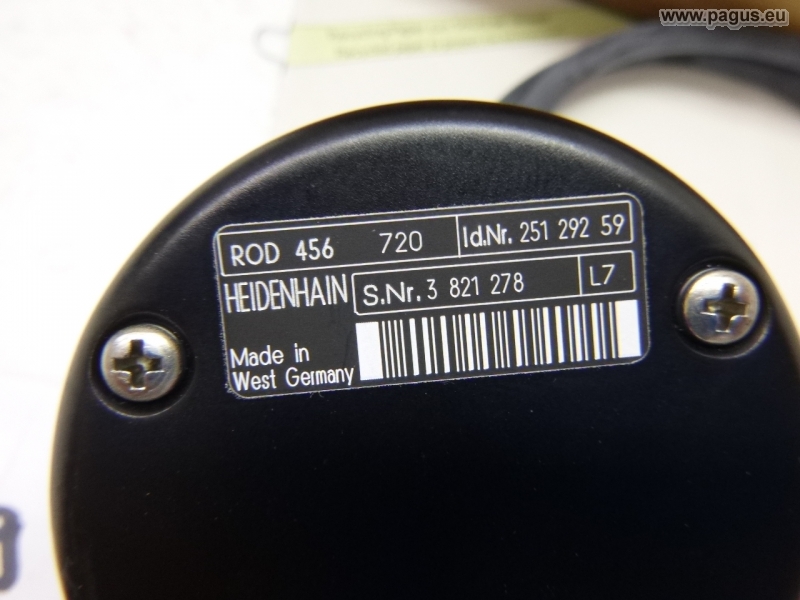 www.pagus.eu
ROD 456 720 Id.Nr. 251 292 59
HEIDENHAIN S.Nr. 3 821 278 L7
Made in
West Germany